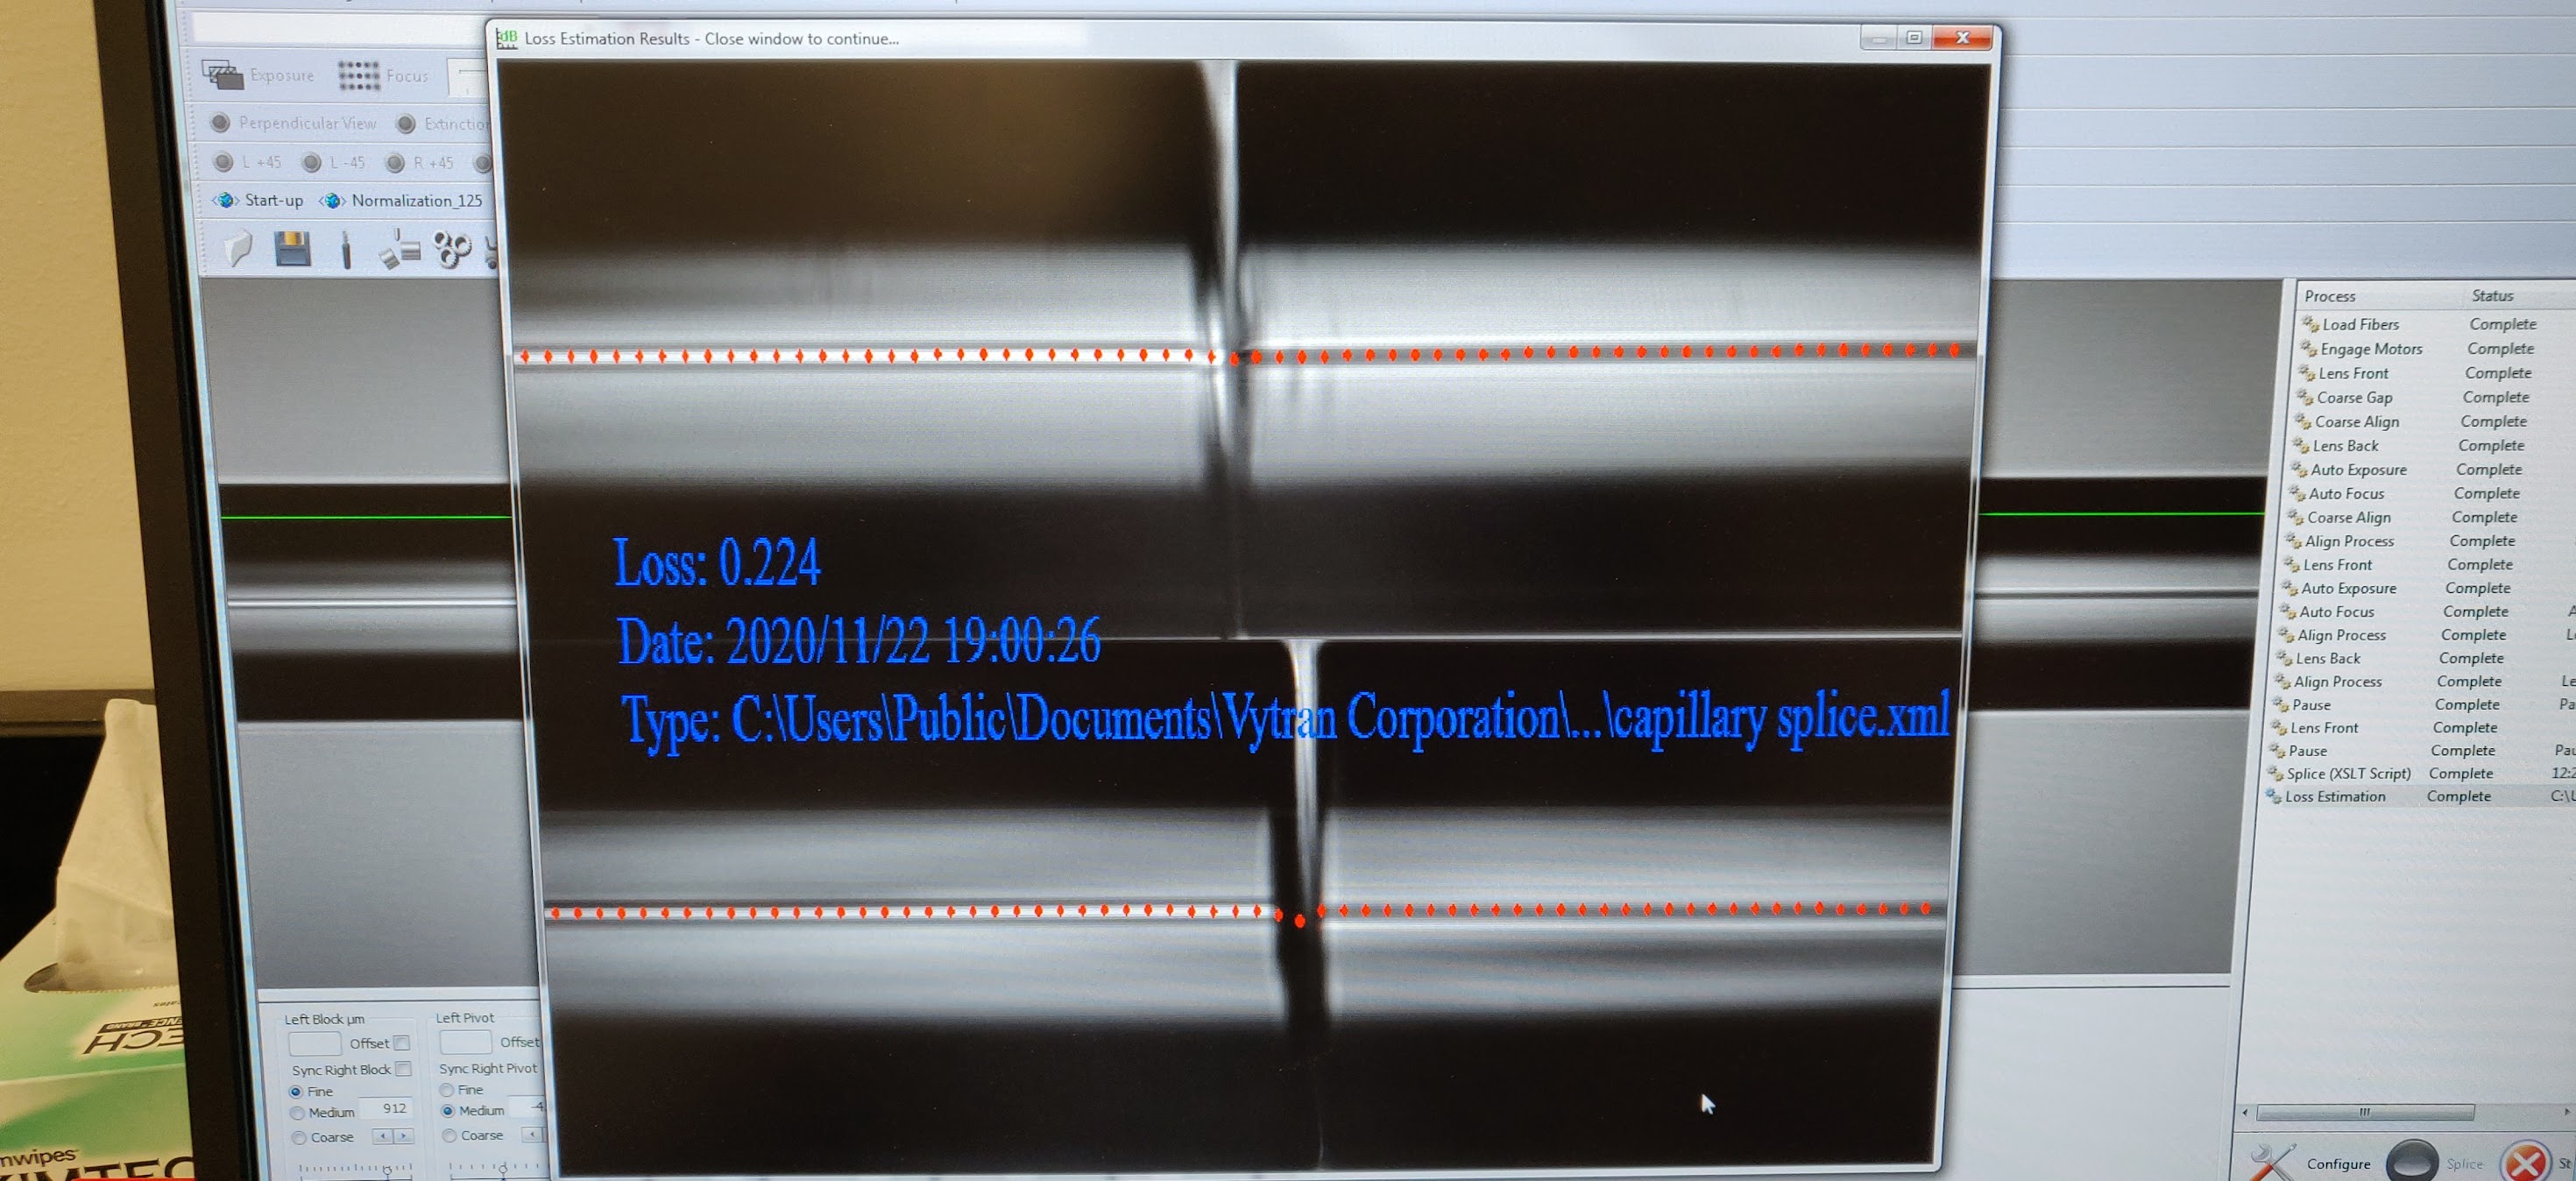 Loss Estimation Results - Close window to continue...
Exposure Focus
Perpendicular View
L +45 L -45 R +45
Start-up Normalization_125
Loss: 0.224
Date: 2020/11/22 19:00:26
Type: C:\Users\Public\Documents\Vytran Corporation\...\capillary splice.xml
Process Status
Load Fibers Complete
Engage Motors Complete
Lens Front Complete
Coarse Gap Complete
Coarse Align Complete
Lens Back Complete
Auto Exposure Complete
Auto Focus Complete
Coarse Align Complete
Align Process Complete
Lens Front Complete
Auto Exposure Complete
Auto Focus Complete
Align Process Complete
Lens Back Complete
Align Process Complete
Pause Complete
Lens Front Complete
Pause Complete
Splice (XSLT Script) Complete
Loss Estimation Complete
Left Block µm Left Pivot
Offset Offset
Sync Right Block Sync Right Pivot
Fine Fine
Medium 912 Medium
Coarse Coarse
Configure Splice